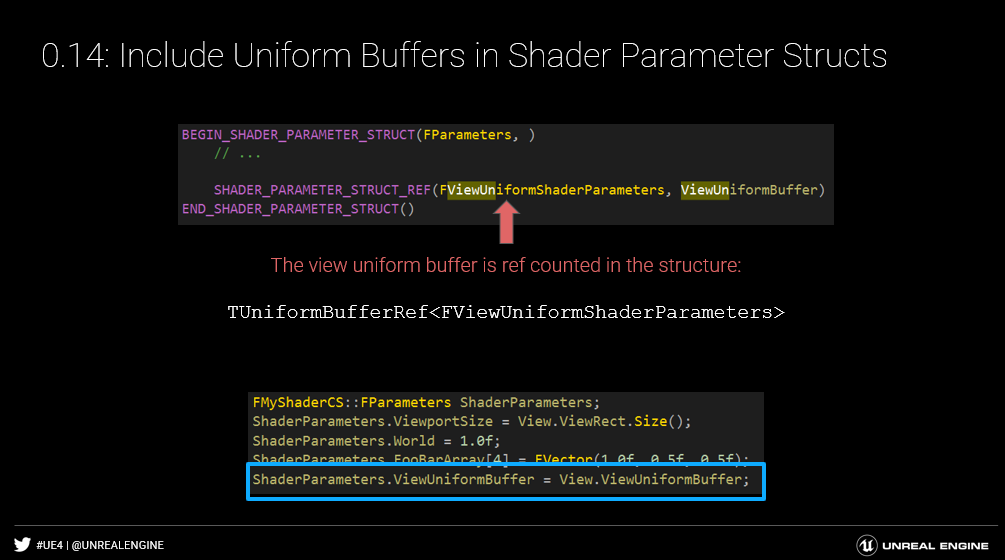 0.14: Include Uniform Buffers in Shader Parameter Structs
BEGIN_SHADER_PARAMETER_STRUCT(FParameters, )
// ...
SHADER_PARAMETER_STRUCT_REF(FViewUniformShaderParameters, ViewUniformBuffer)
END_SHADER_PARAMETER_STRUCT()
The view uniform buffer is ref counted in the structure:
TUniformBufferRef<FViewUniformShaderParameters>
FMyShaderCS::FParameters ShaderParameters;
ShaderParameters.ViewportSize = View.ViewRect.Size();
ShaderParameters.World = 1.0f;
ShaderParameters.FooBarArray[4] = FVector(1.0f, 0.5f, 0.5f);
ShaderParameters.ViewUniformBuffer = View.ViewUniformBuffer;
#UE4 | @UNREALENGINE
UNREAL ENGINE